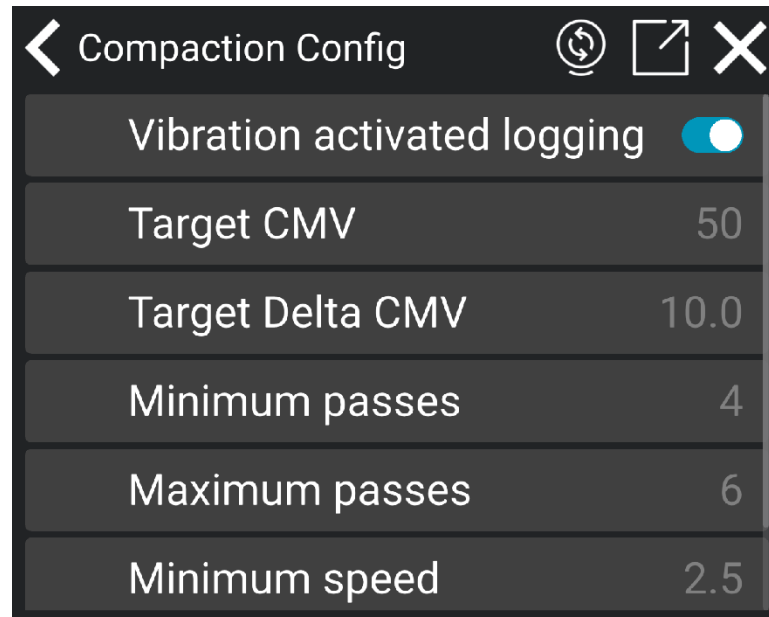 Compaction Config
Vibration activated logging
Target CMV 50
Target Delta CMV 10.0
Minimum passes 4
Maximum passes 6
Minimum speed 2.5